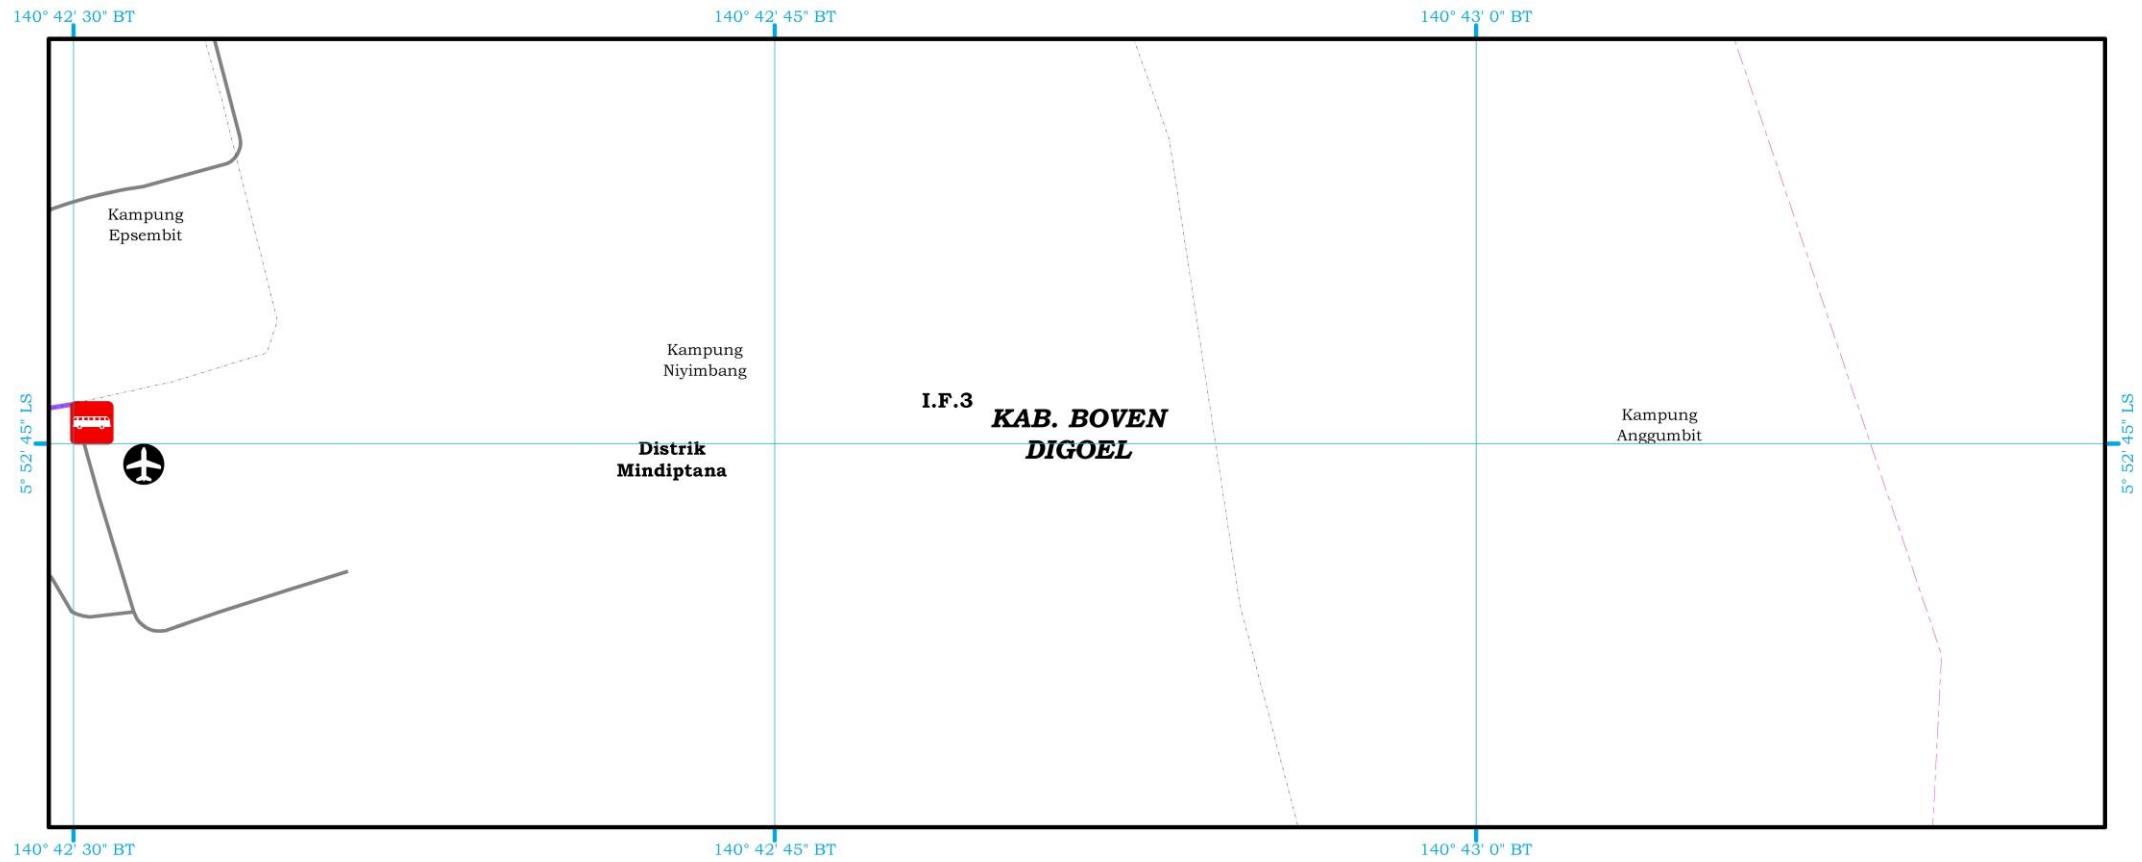 140° 42' 30" BT
140° 42' 45" BT
140° 43' 0" BT
Kampung
Epsembit
Kampung
Niyimbang
I.F.3
KAB. BOVEN
DIGOEL
Distrik
Mindiptana
Kampung
Anggumbit
5° 52' 45" LS
5° 52' 45" LS
140° 42' 30" BT
140° 42' 45" BT
140° 43' 0" BT